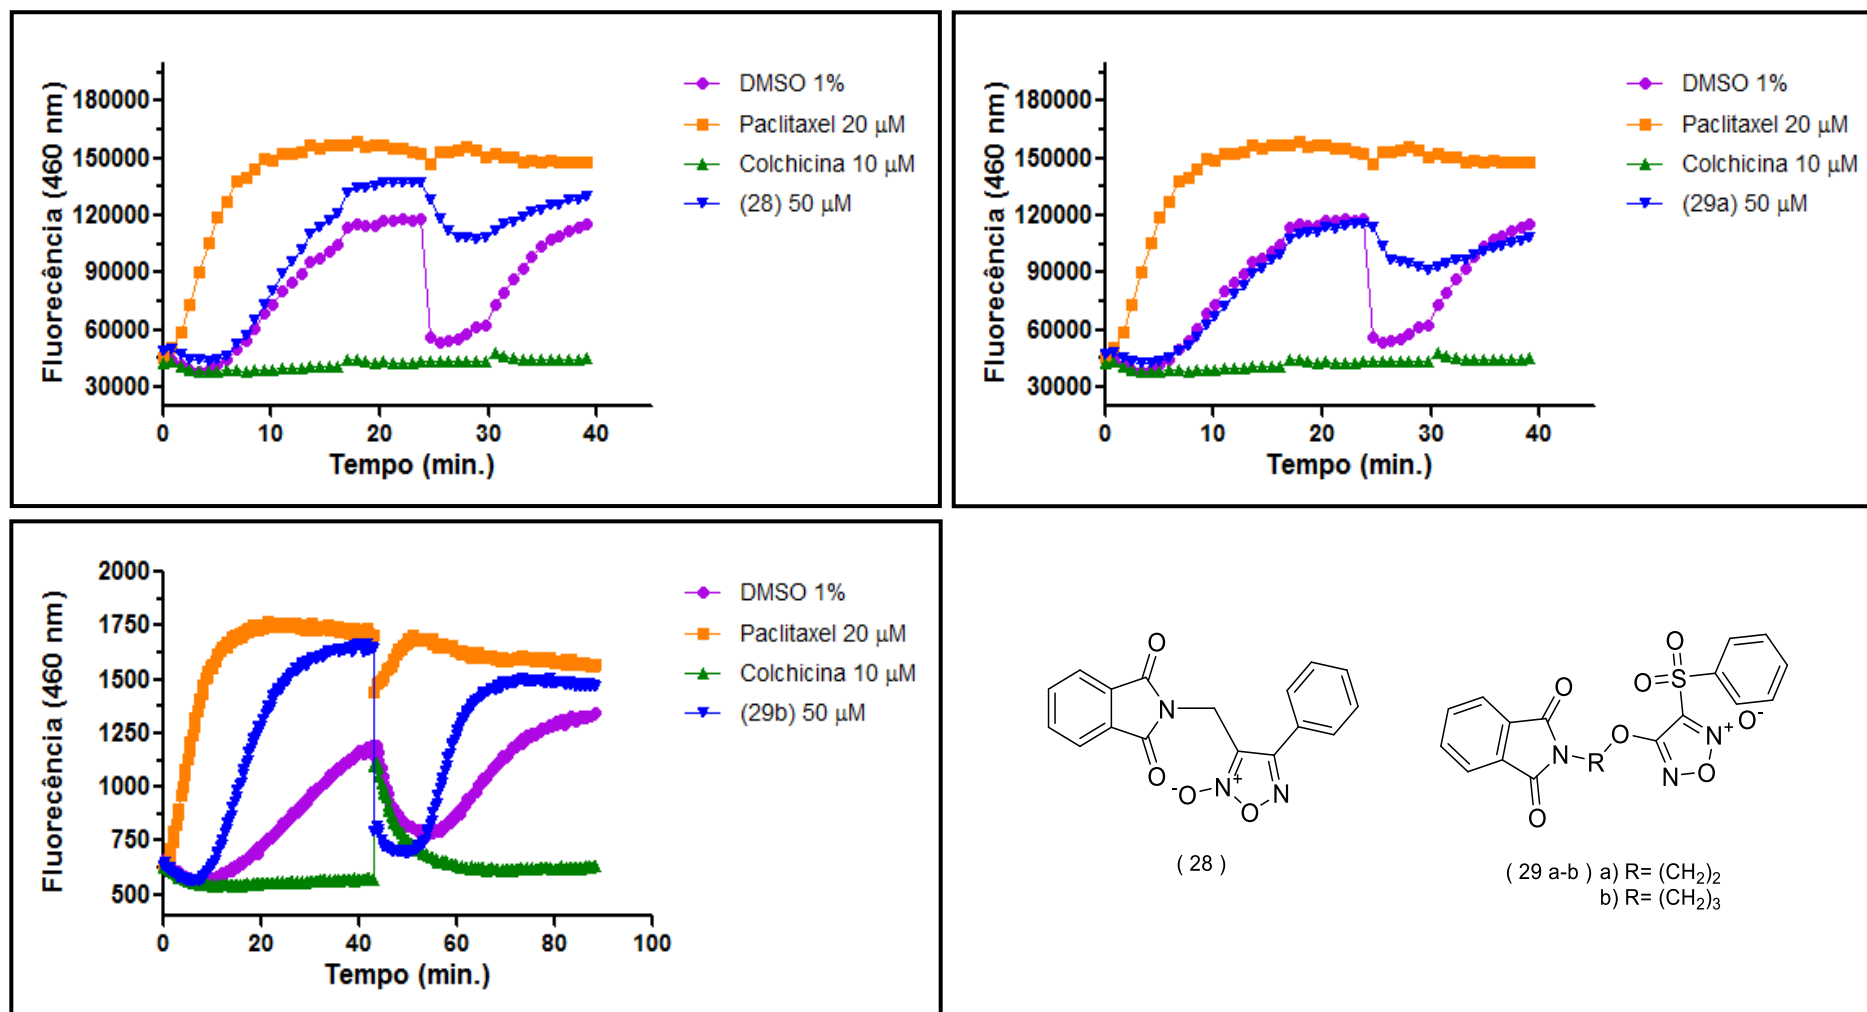 Fluorecência (460 nm)
180000
150000
120000
90000
60000
30000
0 10 20 30 40
Tempo (min.)
DMSO 1%
Paclitaxel 20 µM
Colchicina 10 µM
(28) 50 µM
Fluorecência (460 nm)
180000
150000
120000
90000
60000
30000
0 10 20 30 40
Tempo (min.)
DMSO 1%
Paclitaxel 20 µM
Colchicina 10 µM
(29a) 50 µM
Fluorecência (460 nm)
2000
1750
1500
1250
1000
750
500
0 20 40 60 80 100
Tempo (min.)
DMSO 1%
Paclitaxel 20 µM
Colchicina 10 µM
(29b) 50 µM
O
N
O
-O
N+
O
N
( 28 )
O
N
O
R
O
O
O
S
N
O
N+
O-
( 29 a-b ) a) R= (CH2)2
b) R= (CH2)3